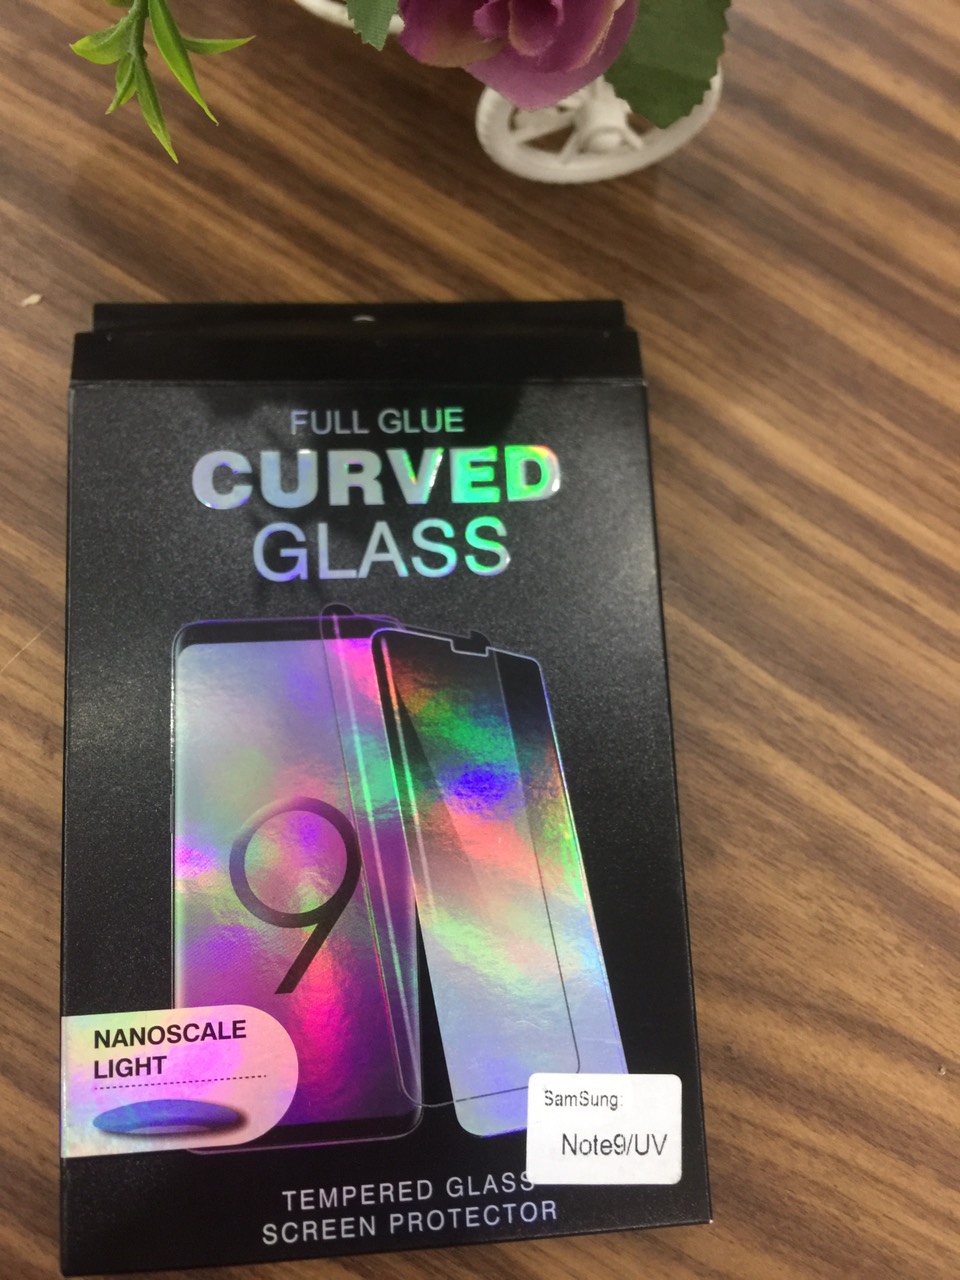 FULL GLUE
CURVED
GLASS
9
NANOSCALE
LIGHT
SamSung:
Note9/UV
TEMPERED GLASS
SCREEN PROTECTOR